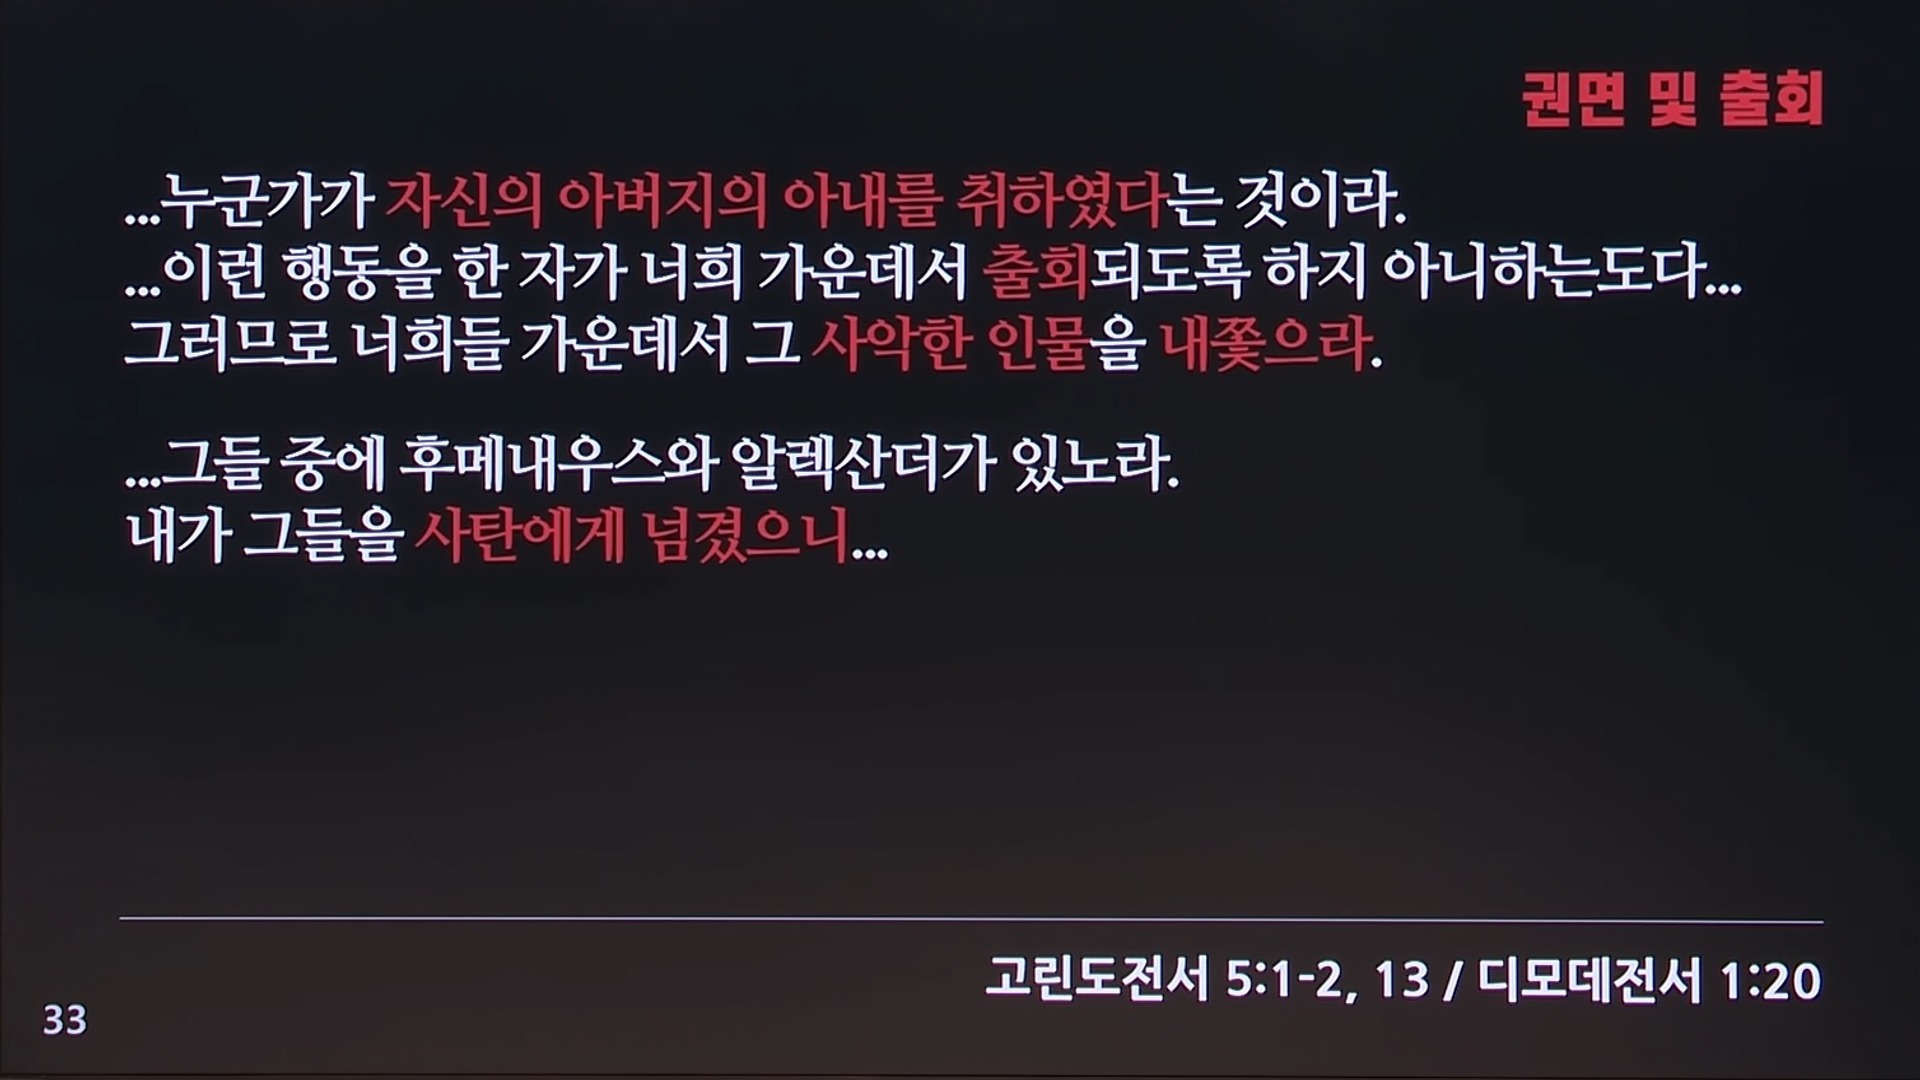 권면 및 출회
...누군가가 자신의 아버지의 아내를 취하였다는 것이라.
...이런 행동을 한 자가 너희 가운데서 출회되도록 하지 아니하는도다...
그러므로 너희들 가운데서 그 사악한 인물을 내쫓으라.
...그들 중에 후메내우스와 알렉산더가 있노라.
내가 그들을 사탄에게 넘겼으니...
고린도전서 5:1-2, 13 / 디모데전서 1:20
33